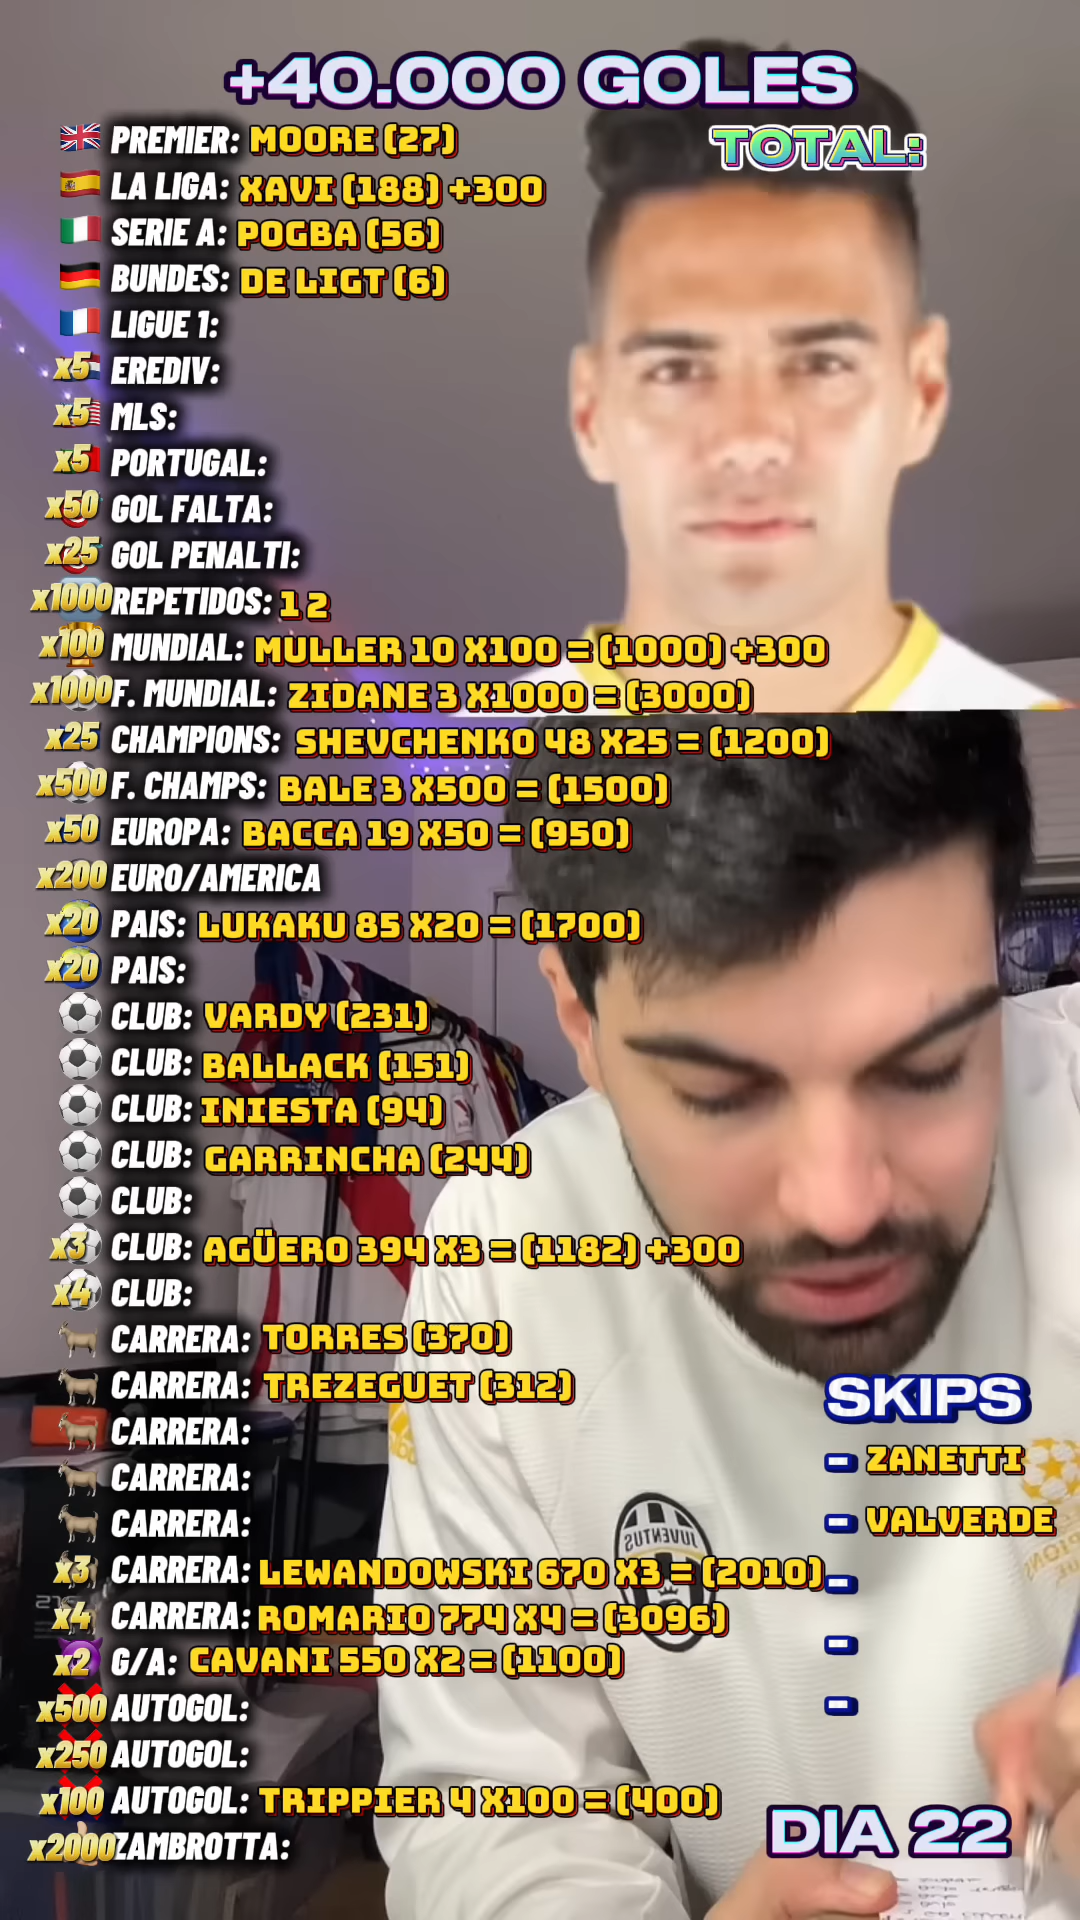 +40.000 GOLES
PREMIER: MOORE (27)
TOTAL:
LA LIGA: XAVI (188) +300
SERIE A: POGBA (56)
BUNDES: DE LIGT (6)
LIGUE 1:
x5 EREDIV:
x5 MLS:
x5 PORTUGAL:
x50 GOL FALTA:
x25 GOL PENALTI:
x1000 REPETIDOS: 1 2
x100 MUNDIAL: MULLER 10 X100 = (1000) +300
x1000 F. MUNDIAL: ZIDANE 3 X1000 = (3000)
x25 CHAMPIONS: SHEVCHENKO 48 X25 = (1200)
x500 F. CHAMPS: BALE 3 X500 = (1500)
x50 EUROPA: BACCA 19 X50 = (950)
x200 EURO/AMERICA
x20 PAIS: LUKAKU 85 X20 = (1700)
x20 PAIS:
CLUB: VARDY (231)
CLUB: BALLACK (151)
CLUB: INIESTA (94)
CLUB: GARRINCHA (244)
CLUB:
x3 CLUB: AGÜERO 394 X3 = (1182) +300
x4 CLUB:
CARRERA: TORRES (370)
CARRERA: TREZEGUET (312)
CARRERA:
CARRERA:
CARRERA:
x3 CARRERA: LEWANDOWSKI 670 X3 = (2010)
x4 CARRERA: ROMARIO 774 X4 = (3096)
x2 G/A: CAVANI 550 X2 = (1100)
x500 AUTOGOL:
x250 AUTOGOL:
x100 AUTOGOL: TRIPPIER 4 X100 = (400)
x2000 ZAMBROTTA:
SKIPS
- ZANETTI
- VALVERDE
-
-
-
JUVENTUS
DIA 22